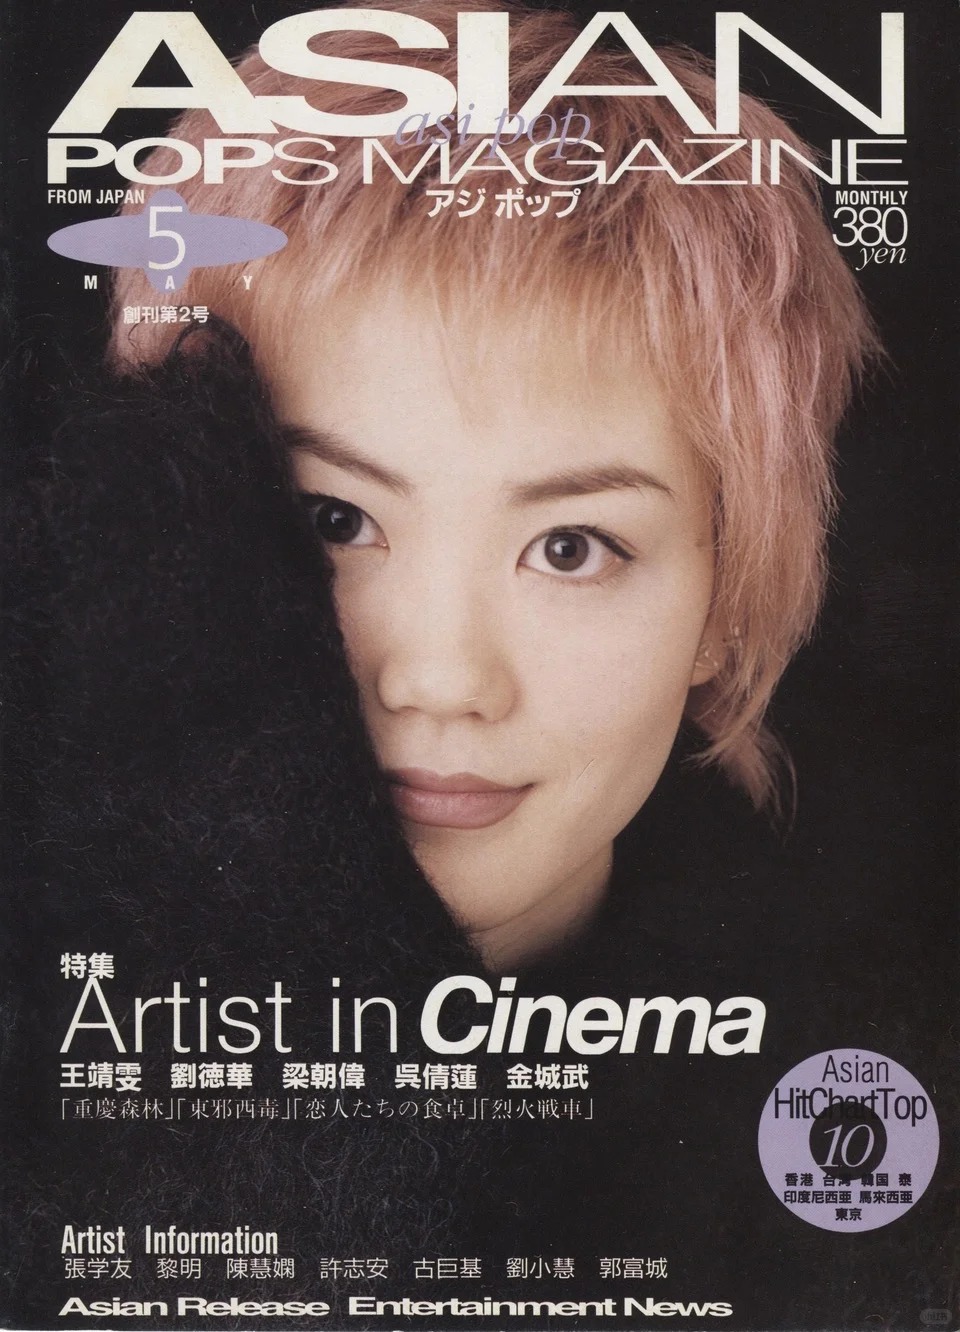 ASIAN
asi pop
POPS MAGAZINE
FROM JAPAN
アジ ポップ
MONTHLY
380
yen
5
MAY
創刊第2号
特集
Artist in Cinema
王靖雯 劉徳華 梁朝偉 呉倩蓮 金城武
「重慶森林」「東邪西毒」「恋人たちの食卓」「烈火戦車」
Asian
HitChartTop
10
香港 台湾 韓国 泰
印度尼西亜 馬來西亜
東京
Artist Information
張学友 黎明 陳慧嫻 許志安 古巨基 劉小慧 郭富城
Asian Release Entertainment News